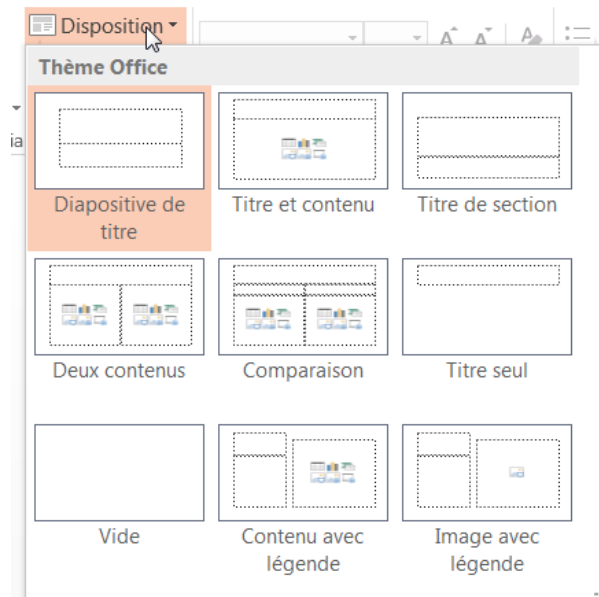 Disposition
Thème Office
ia
Diapositive de
titre
Titre et contenu
Titre de section
Deux contenus
Comparaison
Titre seul
Vide
Contenu avec
légende
Image avec
légende